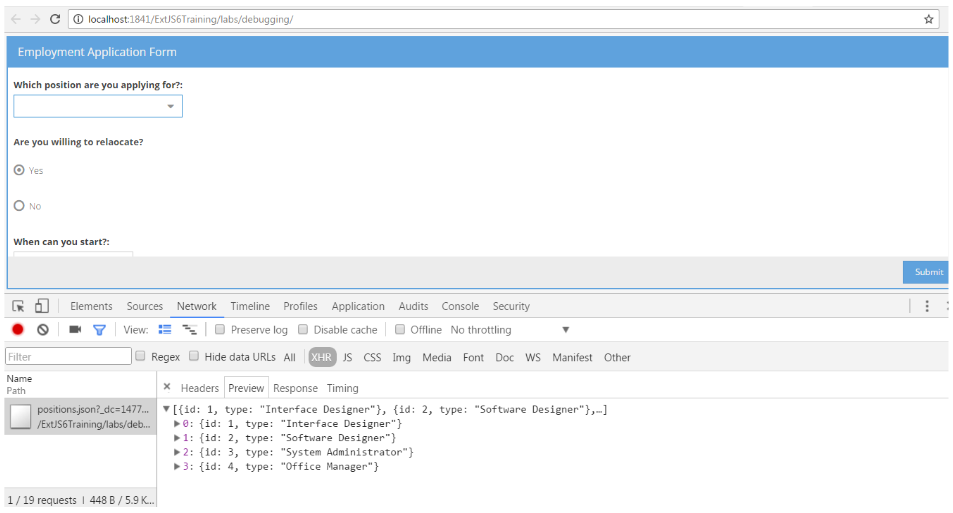 localhost:1841/ExtJS6Training/labs/debugging/
Employment Application Form
Which position are you applying for?:
Are you willing to relaocate?
Yes
No
When can you start?:
Submit
Elements Sources Network Timeline Profiles Application Audits Console Security
View: Preserve log Disable cache Offline No throttling
Filter Regex Hide data URLs All XHR JS CSS Img Media Font Doc WS Manifest Other
Name
Path
× Headers Preview Response Timing
positions.json?_dc=1477...
/ExtJS6Training/labs/deb...
[{id: 1, type: "Interface Designer"}, {id: 2, type: "Software Designer"},…]
0: {id: 1, type: "Interface Designer"}
1: {id: 2, type: "Software Designer"}
2: {id: 3, type: "System Administrator"}
3: {id: 4, type: "Office Manager"}
1 / 19 requests | 448 B / 5.9 K...